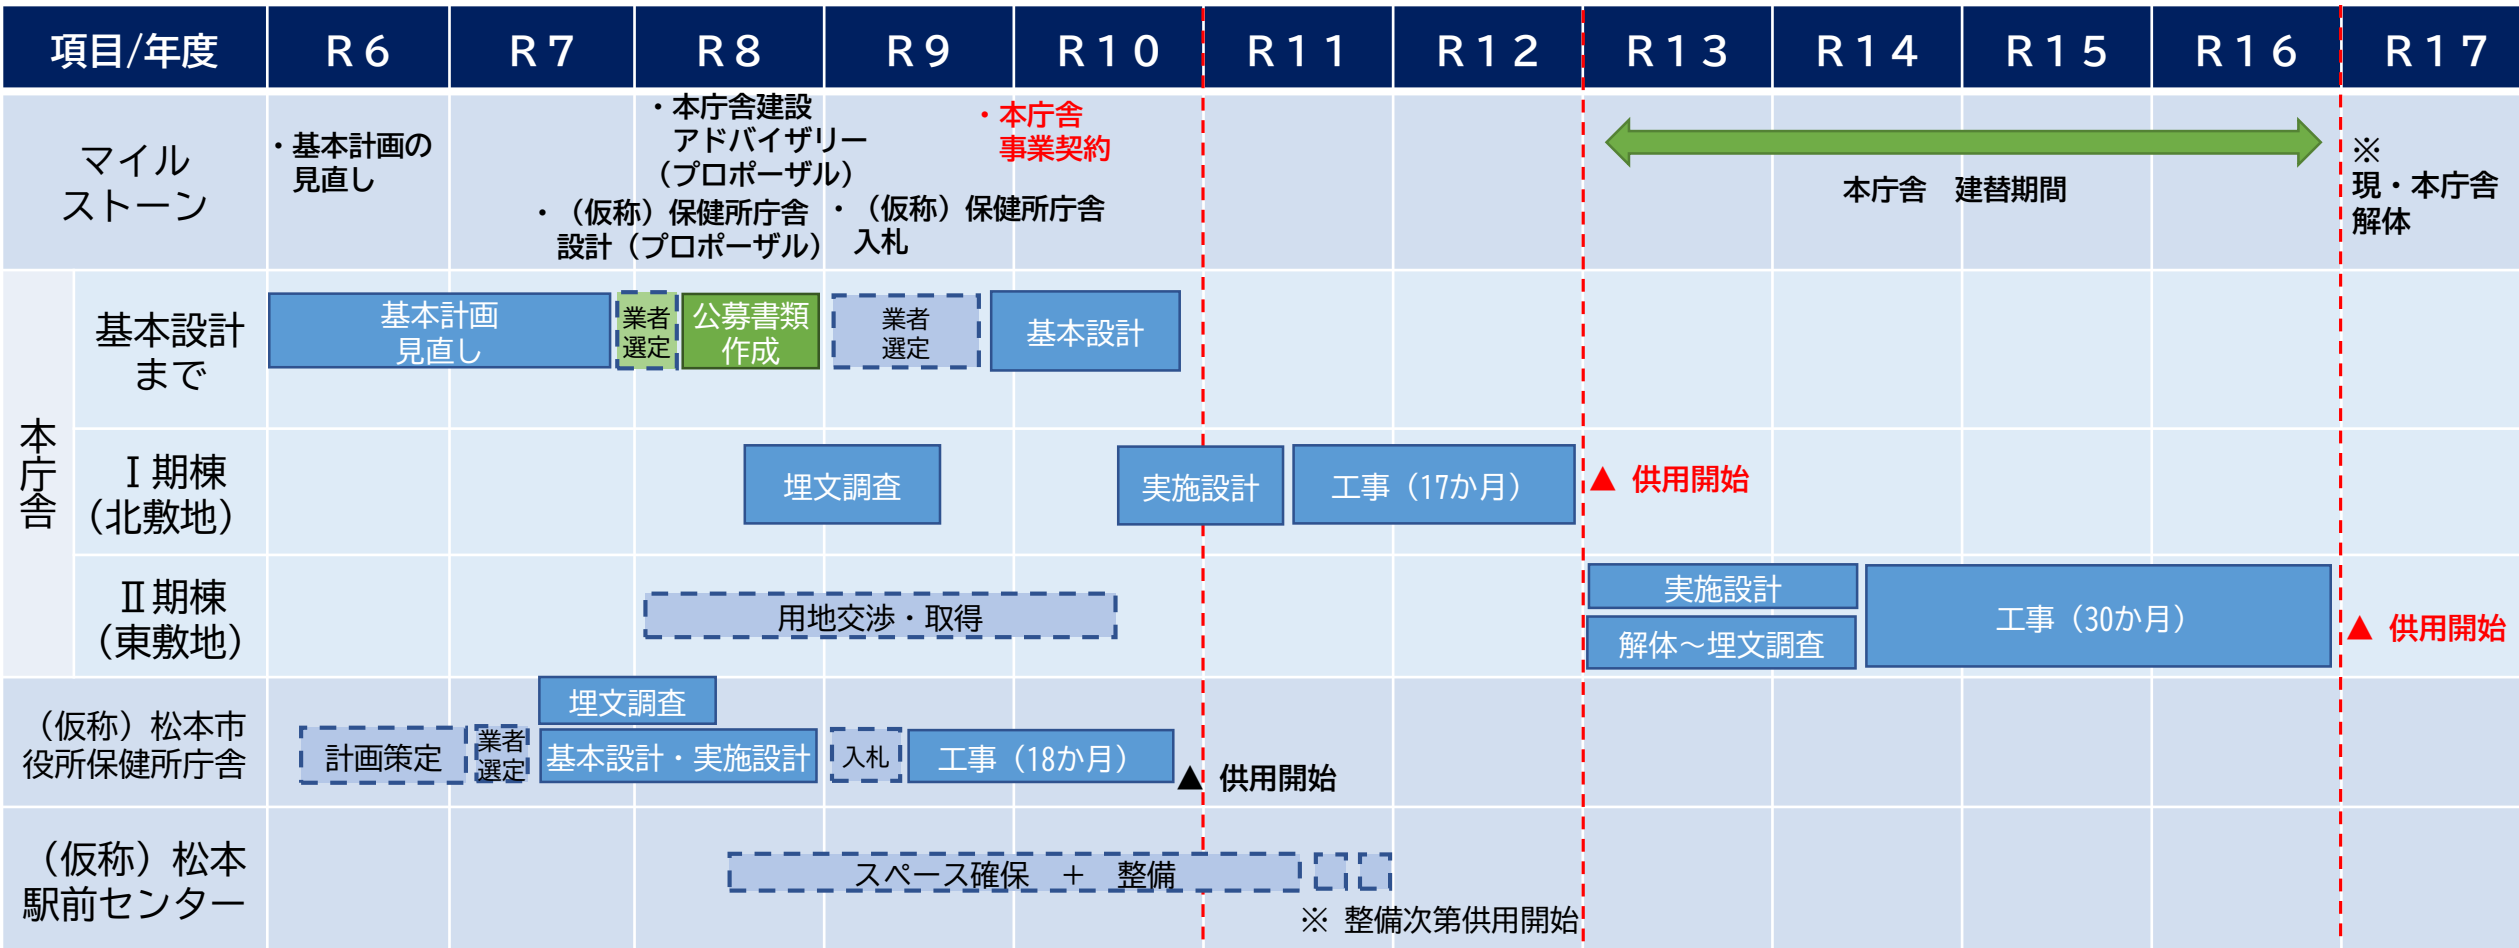 項目/年度
R６
R７
R８
R９
R１０
R１１
R１２
R１３
R１４
R１５
R１６
R１７
マイル
ストーン
・基本計画の
見直し
・本庁舎建設
アドバイザリー
（プロポーザル）
・（仮称）保健所庁舎
設計（プロポーザル）
・本庁舎
事業契約
・（仮称）保健所庁舎
入札
本庁舎　建替期間
※
現・本庁舎
解体
本庁舎
基本設計
まで
基本計画
見直し
業者
選定
公募書類
作成
業者
選定
基本設計
Ⅰ期棟
（北敷地）
埋文調査
実施設計
工事（17か月）
▲ 供用開始
Ⅱ期棟
（東敷地）
用地交渉・取得
実施設計
解体～埋文調査
工事（30か月）
▲ 供用開始
（仮称）松本市
役所保健所庁舎
計画策定
業者
選定
埋文調査
基本設計・実施設計
入札
工事（18か月）
▲ 供用開始
（仮称）松本
駅前センター
スペース確保　＋　整備
※ 整備次第供用開始